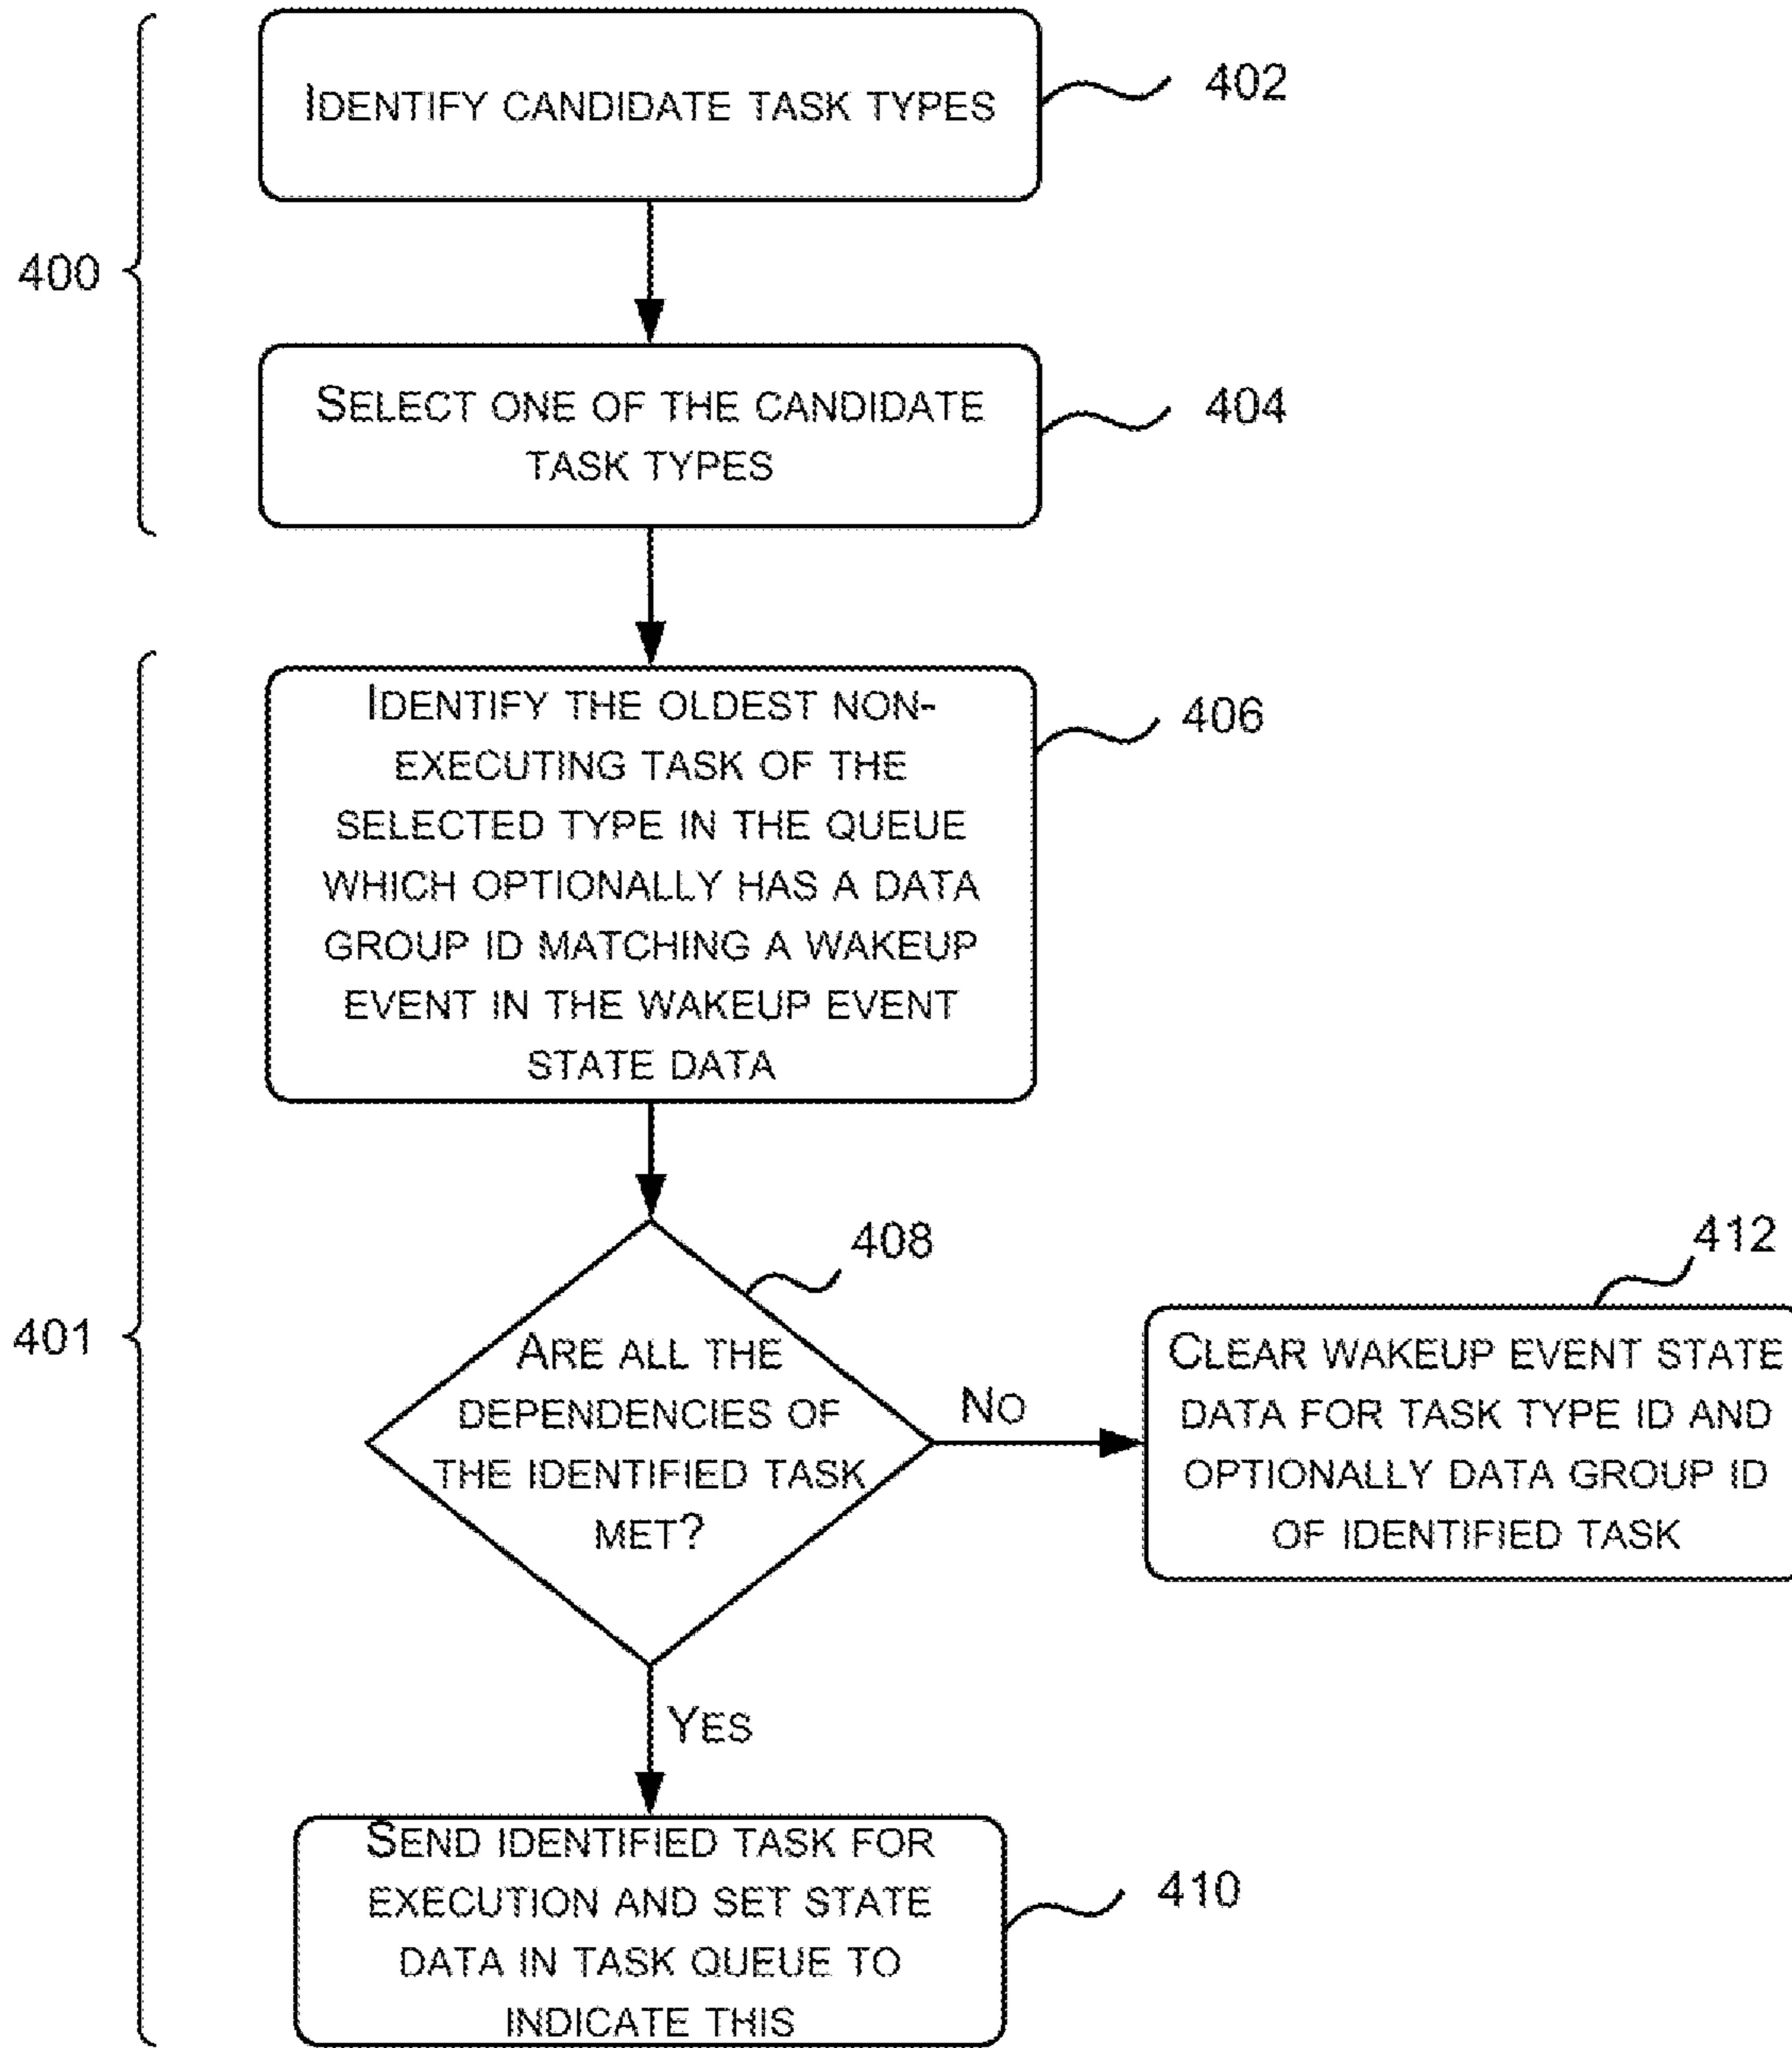 IDENTIFY CANDIDATE TASK TYPES
402
400
SELECT ONE OF THE CANDIDATE
TASK TYPES
404
IDENTIFY THE OLDEST NON-
EXECUTING TASK OF THE
SELECTED TYPE IN THE QUEUE
WHICH OPTIONALLY HAS A DATA
GROUP ID MATCHING A WAKEUP
EVENT IN THE WAKEUP EVENT
STATE DATA
406
401
408
ARE ALL THE
DEPENDENCIES OF
THE IDENTIFIED TASK
MET?
NO
412
CLEAR WAKEUP EVENT STATE
DATA FOR TASK TYPE ID AND
OPTIONALLY DATA GROUP ID
OF IDENTIFIED TASK
YES
SEND IDENTIFIED TASK FOR
EXECUTION AND SET STATE
DATA IN TASK QUEUE TO
INDICATE THIS
410